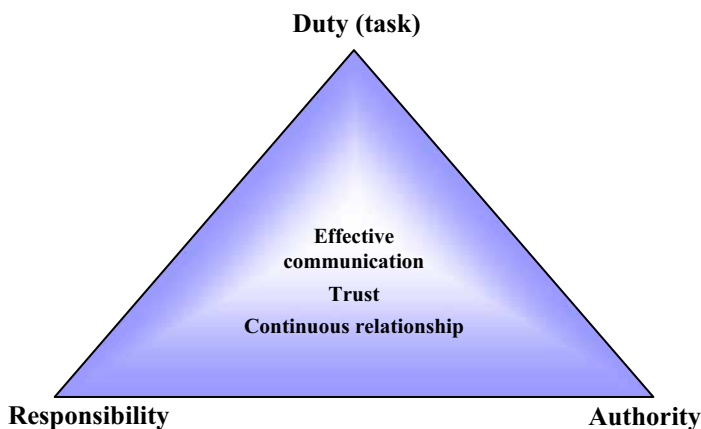 Duty (task)
Effective
communication
Trust
Continuous relationship
Responsibility
Authority